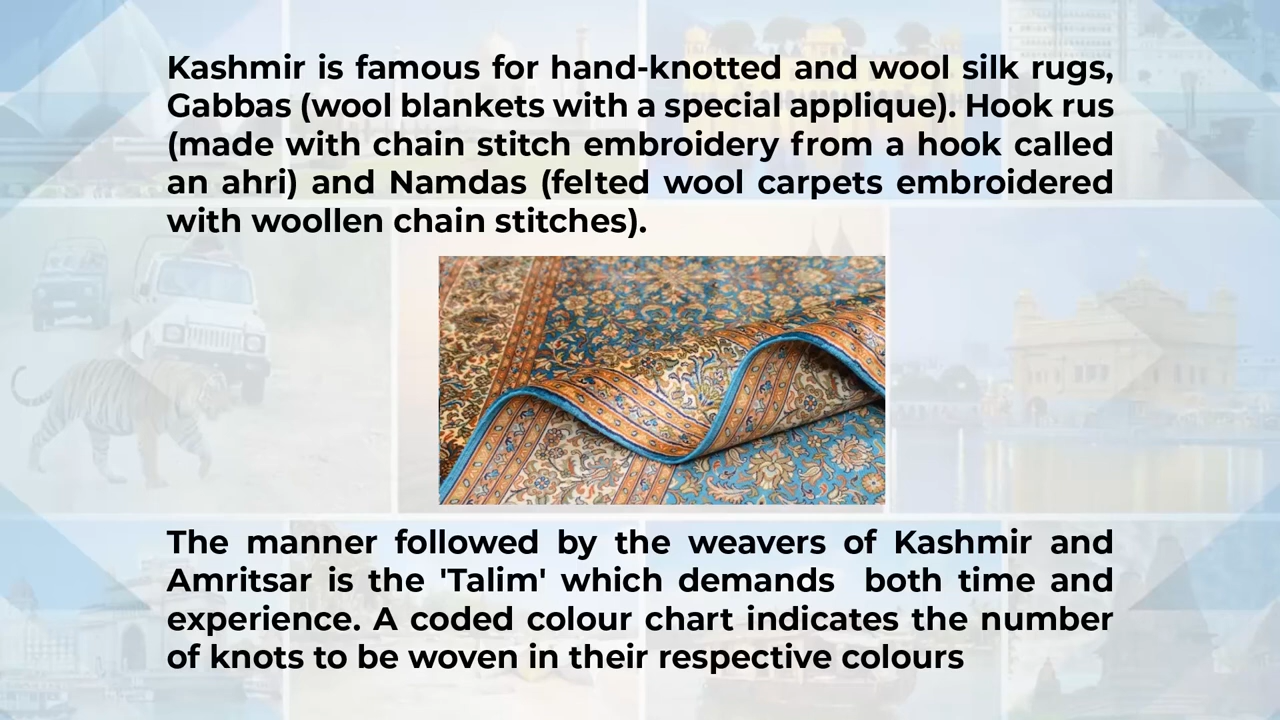 Kashmir is famous for hand-knotted and wool silk rugs,
Gabbas (wool blankets with a special applique). Hook rus
(made with chain stitch embroidery from a hook called
an ahri) and Namdas (felted wool carpets embroidered
with woollen chain stitches).
The manner followed by the weavers of Kashmir and
Amritsar is the 'Talim' which demands  both time and
experience. A coded colour chart indicates the number
of knots to be woven in their respective colours